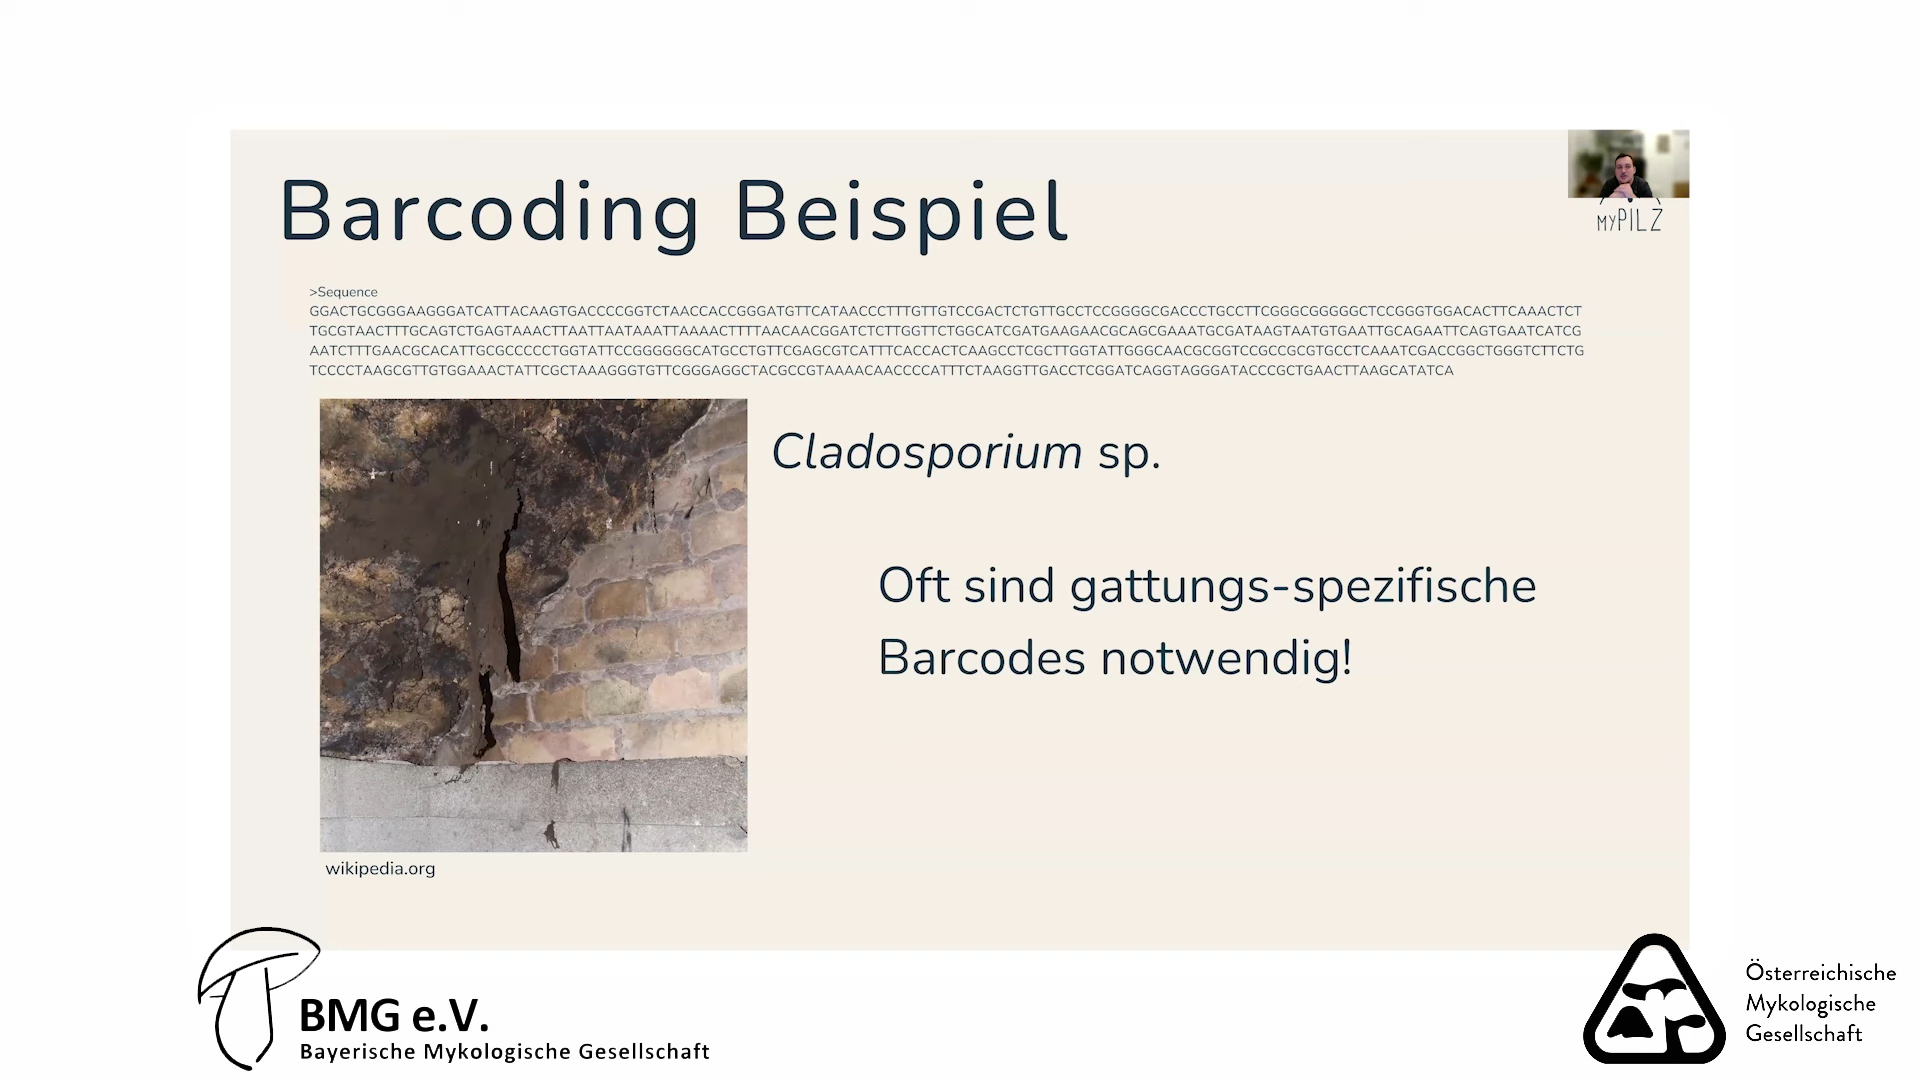 Barcoding Beispiel
MYPILZ
>Sequence
GGACTGCGGGAAGGGATCATTACAAGTGACCCCGGTCTAACCACCGGGATGTTCATAACCCTTTGTTGTCCGACTCTGTTGCCTCCGGGGCGACCCTGCCTTCGGGCGGGGGCTCCGGGTGGACACTTCAAACTCT
TGCGTAACTTTGCAGTCTGAGTAAACTTAATTAATAAATTAAAACTTTTAACAACGGATCTCTTGGTTCTGGCATCGATGAAGAACGCAGCGAAATGCGATAAGTAATGTGAATTGCAGAATTCAGTGAATCATCG
AATCTTTGAACGCACATTGCGCCCCCTGGTATTCCGGGGGGCATGCCTGTTCGAGCGTCATTTCACCACTCAAGCCTCGCTTGGTATTGGGCAACGCGGTCCGCCGCGTGCCTCAAATCGACCGGCTGGGTCTTCTG
TCCCCTAAGCGTTGTGGAAACTATTCGCTAAAGGGTGTTCGGGAGGCTACGCCGTAAAACAACCCCATTTCTAAGGTTGACCTCGGATCAGGTAGGGATACCCGCTGAACTTAAGCATATCA
Cladosporium sp.
Oft sind gattungs-spezifische
Barcodes notwendig!
wikipedia.org
BMG e.V.
Bayerische Mykologische Gesellschaft
Österreichische
Mykologische
Gesellschaft